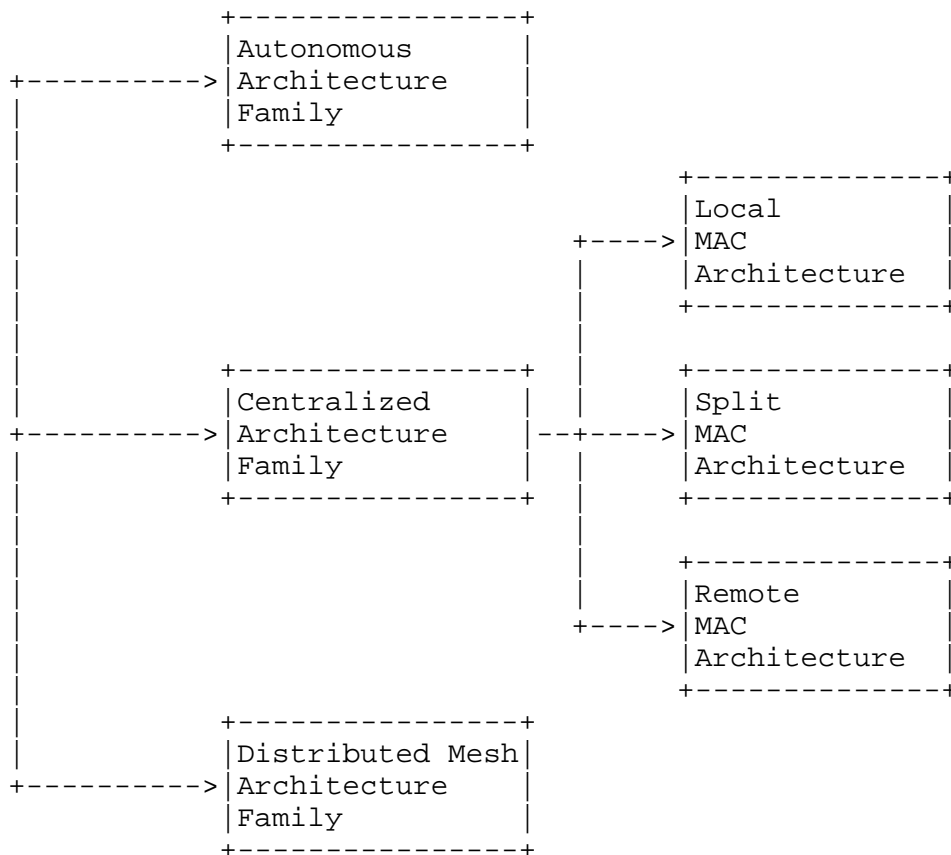 Autonomous
Architecture
Family
Local
MAC
Architecture
Centralized
Architecture
Family
Split
MAC
Architecture
Remote
MAC
Architecture
Distributed Mesh
Architecture
Family